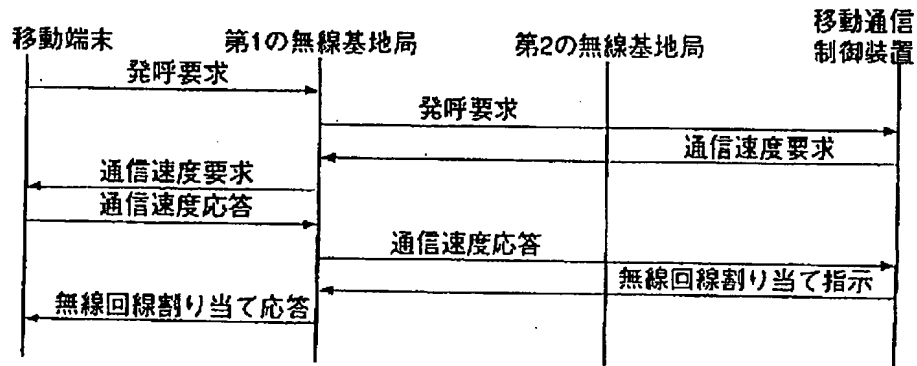 移動端末
第1の無線基地局
第2の無線基地局
移動通信
制御装置
発呼要求
発呼要求
通信速度要求
通信速度要求
通信速度応答
通信速度応答
無線回線割り当て指示
無線回線割り当て応答